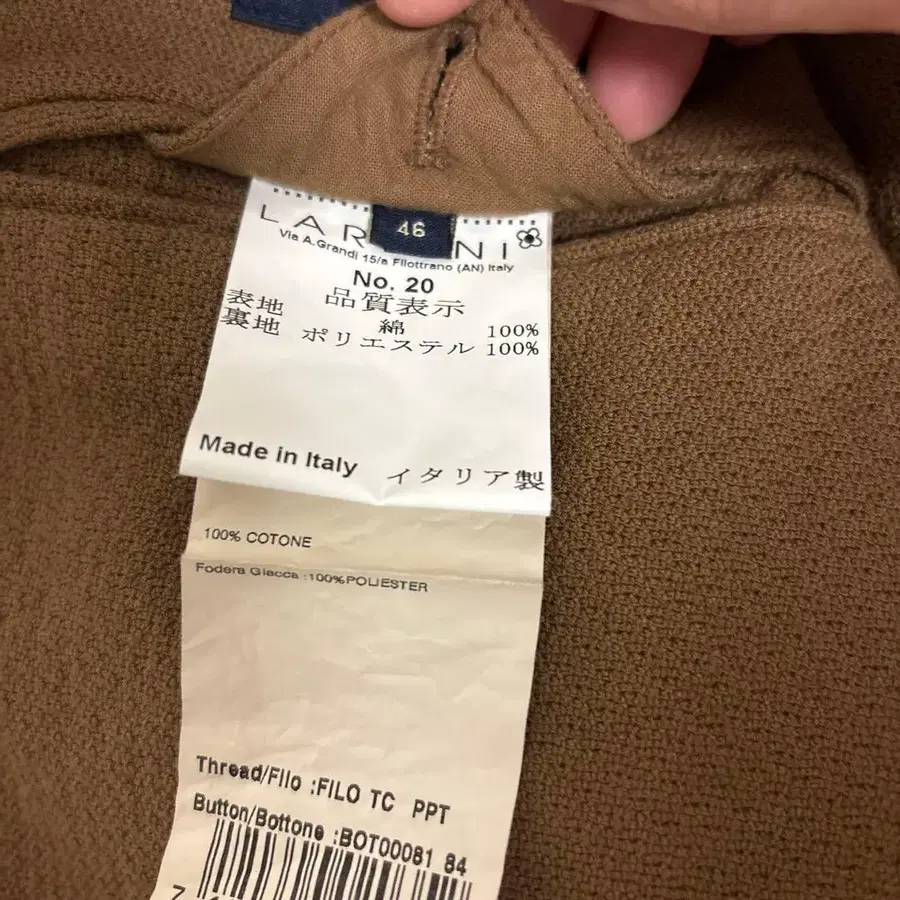 46
LAR NI
Via A.Grandi 15/a Filottrano (AN) Italy
No. 20
品質表示
表地 綿 100%
裏地 ポリエステル 100%
Made in Italy イタリア製
100% COTONE
Fodera Giacca :100%POLIESTER
Thread/Filo :FILO TC PPT
Button/Bottone :BOT00081 84